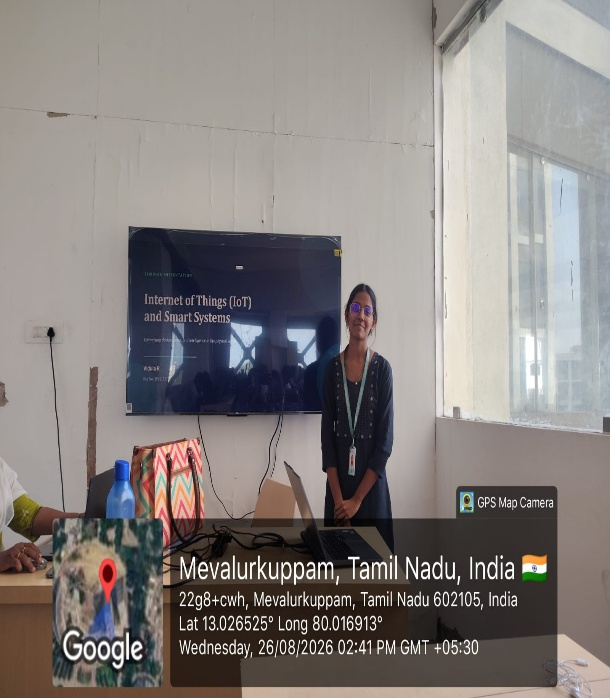 Internet of Things (IoT)
and Smart Systems
GPS Map Camera
Mevalurkuppam, Tamil Nadu, India
22g8+cwh, Mevalurkuppam, Tamil Nadu 602105, India
Lat 13.026525° Long 80.016913°
Wednesday, 26/08/2026 02:41 PM GMT +05:30
Google